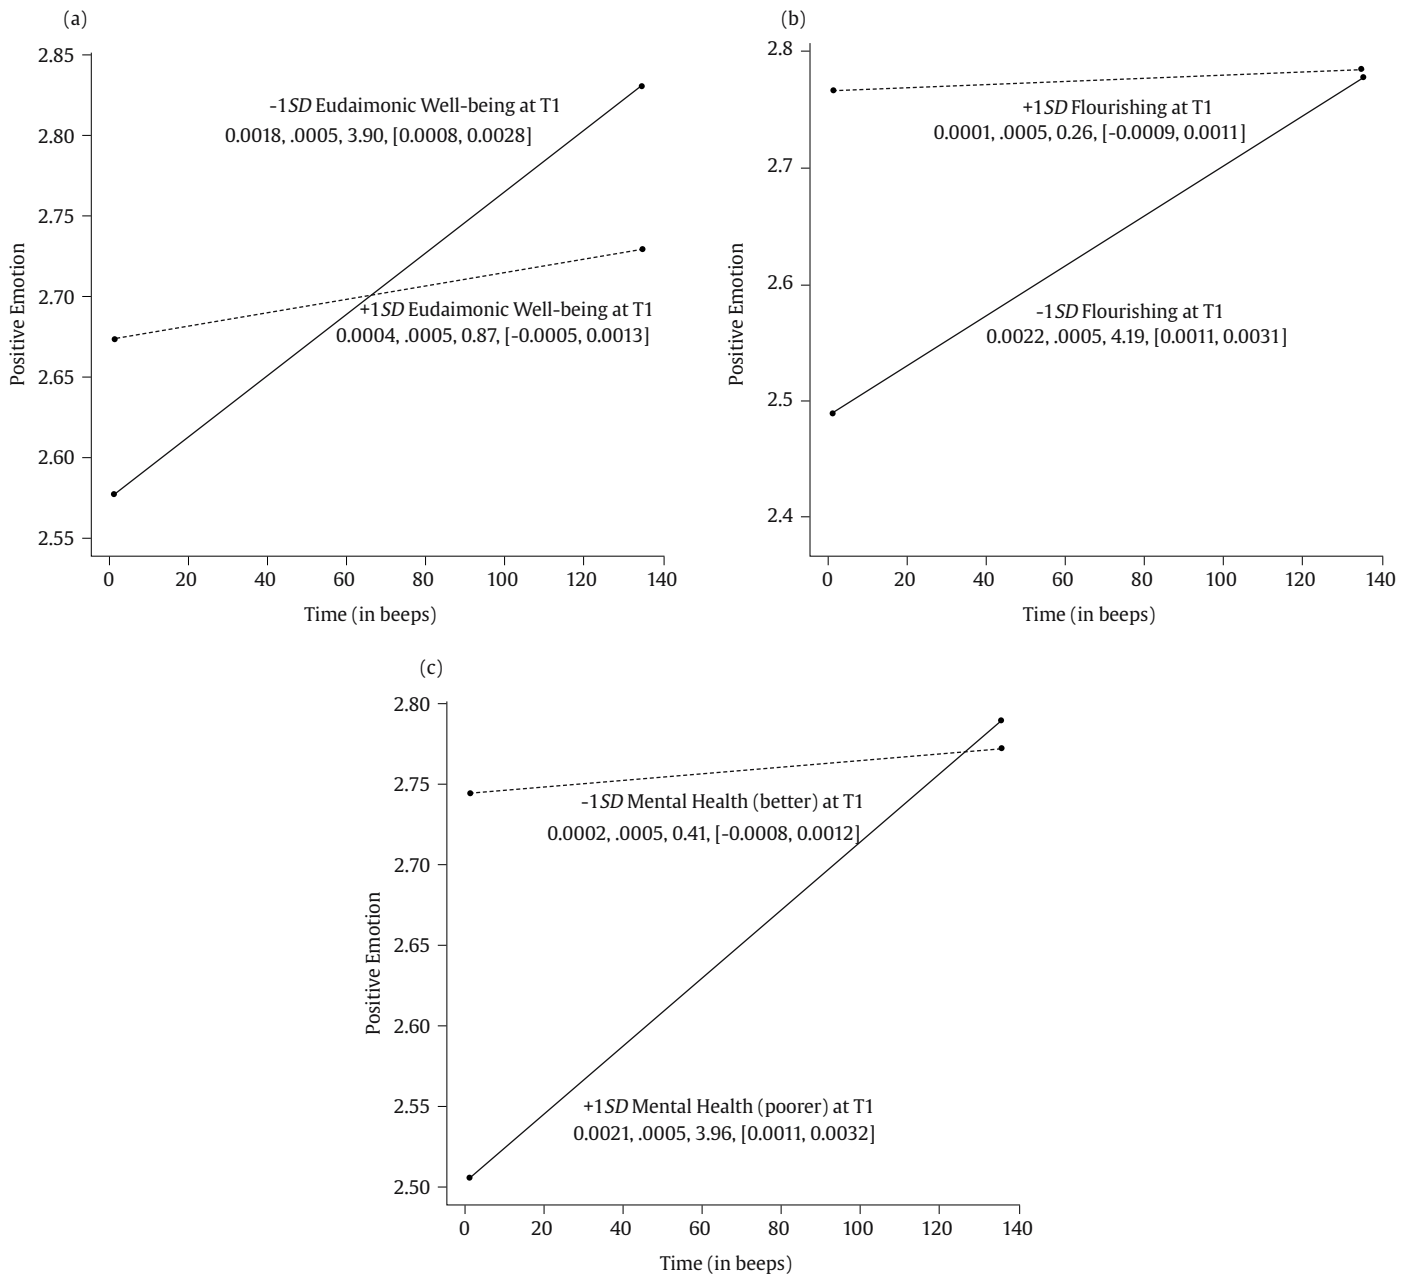 (a)
2.85
2.80
2.75
2.70
2.65
2.60
2.55
Positive Emotion
-1SD Eudaimonic Well-being at T1
0.0018, .0005, 3.90, [0.0008, 0.0028]
+1SD Eudaimonic Well-being at T1
0.0004, .0005, 0.87, [-0.0005, 0.0013]
0 20 40 60 80 100 120 140
Time (in beeps)
(b)
2.8
2.7
2.6
2.5
2.4
Positive Emotion
+1SD Flourishing at T1
0.0001, .0005, 0.26, [-0.0009, 0.0011]
-1SD Flourishing at T1
0.0022, .0005, 4.19, [0.0011, 0.0031]
0 20 40 60 80 100 120 140
Time (in beeps)
(c)
2.80
2.75
2.70
2.65
2.60
2.55
2.50
Positive Emotion
-1SD Mental Health (better) at T1
0.0002, .0005, 0.41, [-0.0008, 0.0012]
+1SD Mental Health (poorer) at T1
0.0021, .0005, 3.96, [0.0011, 0.0032]
0 20 40 60 80 100 120 140
Time (in beeps)